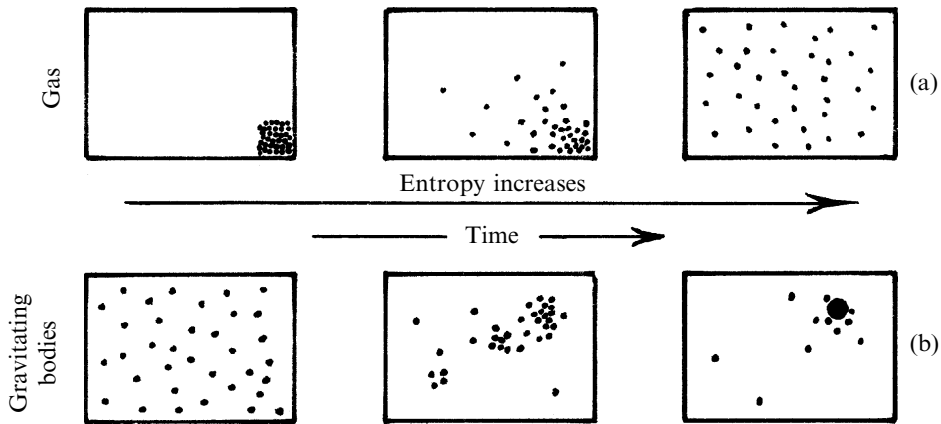 Gas
(a)
Entropy increases
Time
Gravitating
bodies
(b)